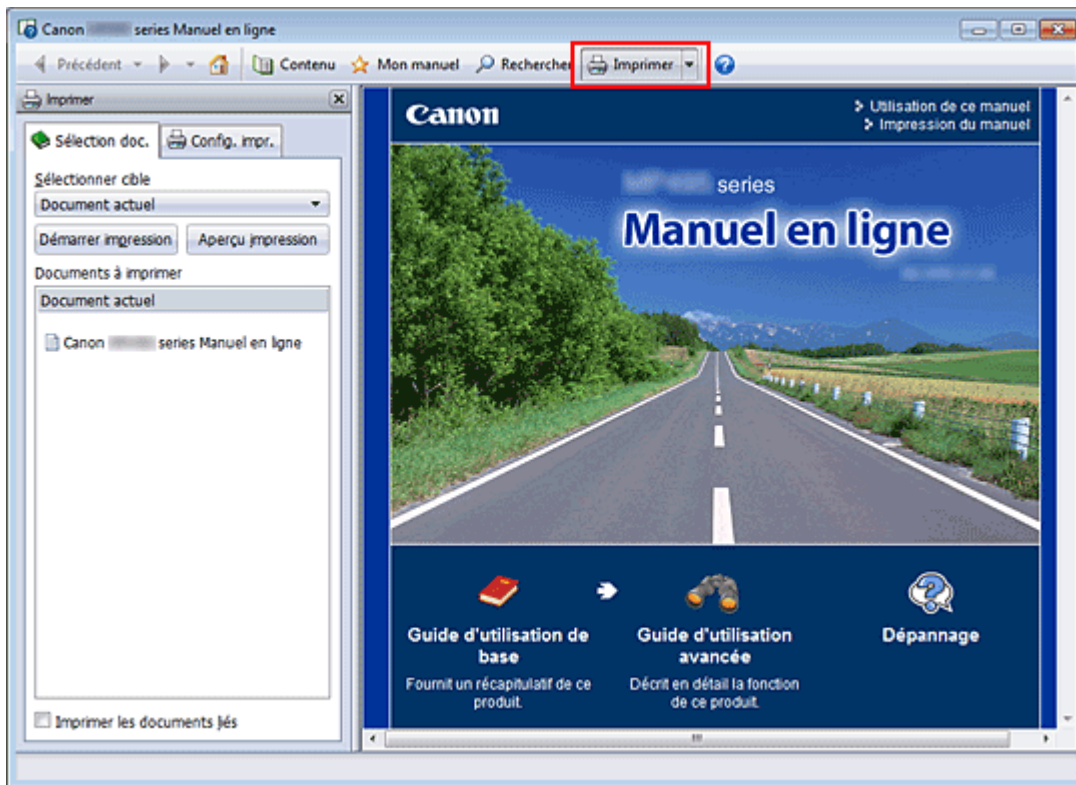 Canon series Manuel en ligne
Précédent Contenu Mon manuel Rechercher Imprimer
Imprimer
Sélection doc. Config. impr.
Sélectionner cible
Document actuel
Démarrer impression Aperçu impression
Documents à imprimer
Document actuel
Canon series Manuel en ligne
Imprimer les documents liés
Canon
Utilisation de ce manuel
Impression du manuel
series
Manuel en ligne
Guide d'utilisation de
base
Fournit un récapitulatif de ce
produit.
Guide d'utilisation
avancée
Décrit en détail la fonction
de ce produit.
Dépannage